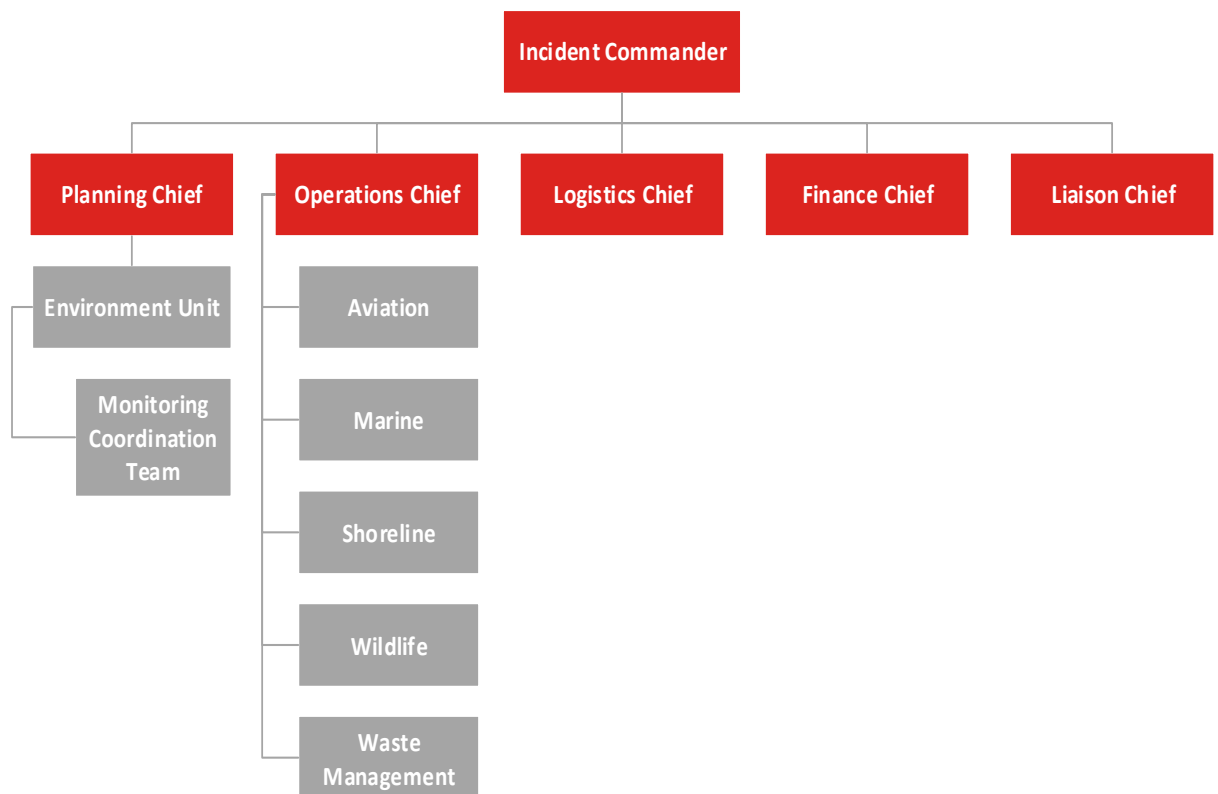 Incident Commander
Planning Chief
Operations Chief
Logistics Chief
Finance Chief
Liaison Chief
Environment Unit
Monitoring
Coordination
Team
Aviation
Marine
Shoreline
Wildlife
Waste
Management